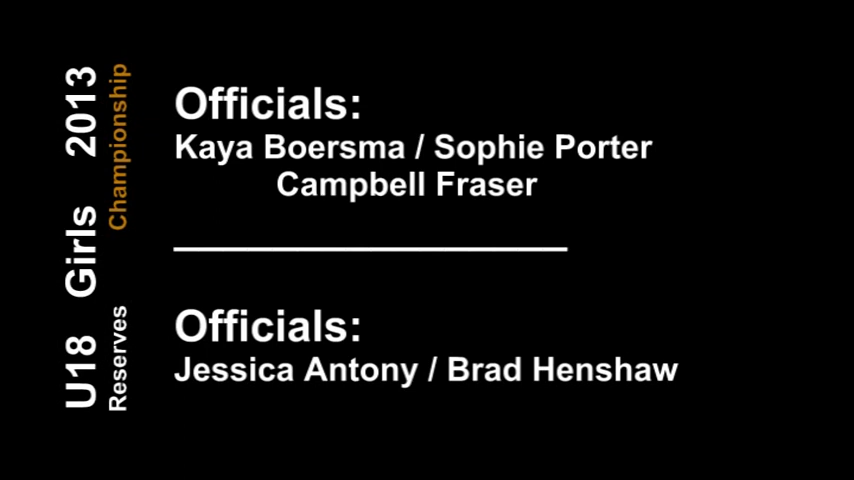 U18 Girls 2013
Reserves Championship
Officials:
Kaya Boersma / Sophie Porter
Campbell Fraser
Officials:
Jessica Antony / Brad Henshaw